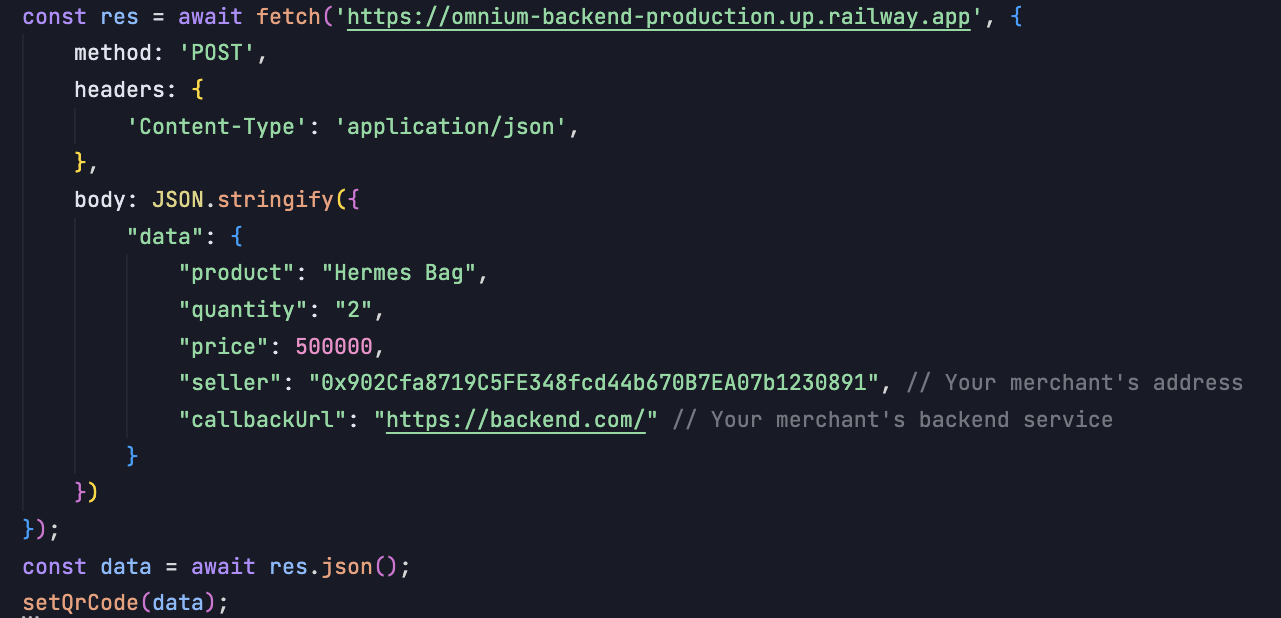 const res = await fetch('https://omnium-backend-production.up.railway.app', {
    method: 'POST',
    headers: {
        'Content-Type': 'application/json',
    },
    body: JSON.stringify({
        "data": {
            "product": "Hermes Bag",
            "quantity": "2",
            "price": 500000,
            "seller": "0x902Cfa8719C5FE348fcd44b670B7EA07b1230891", // Your merchant's address
            "callbackUrl": "https://backend.com/" // Your merchant's backend service
        }
    })
});
const data = await res.json();
setQrCode(data);